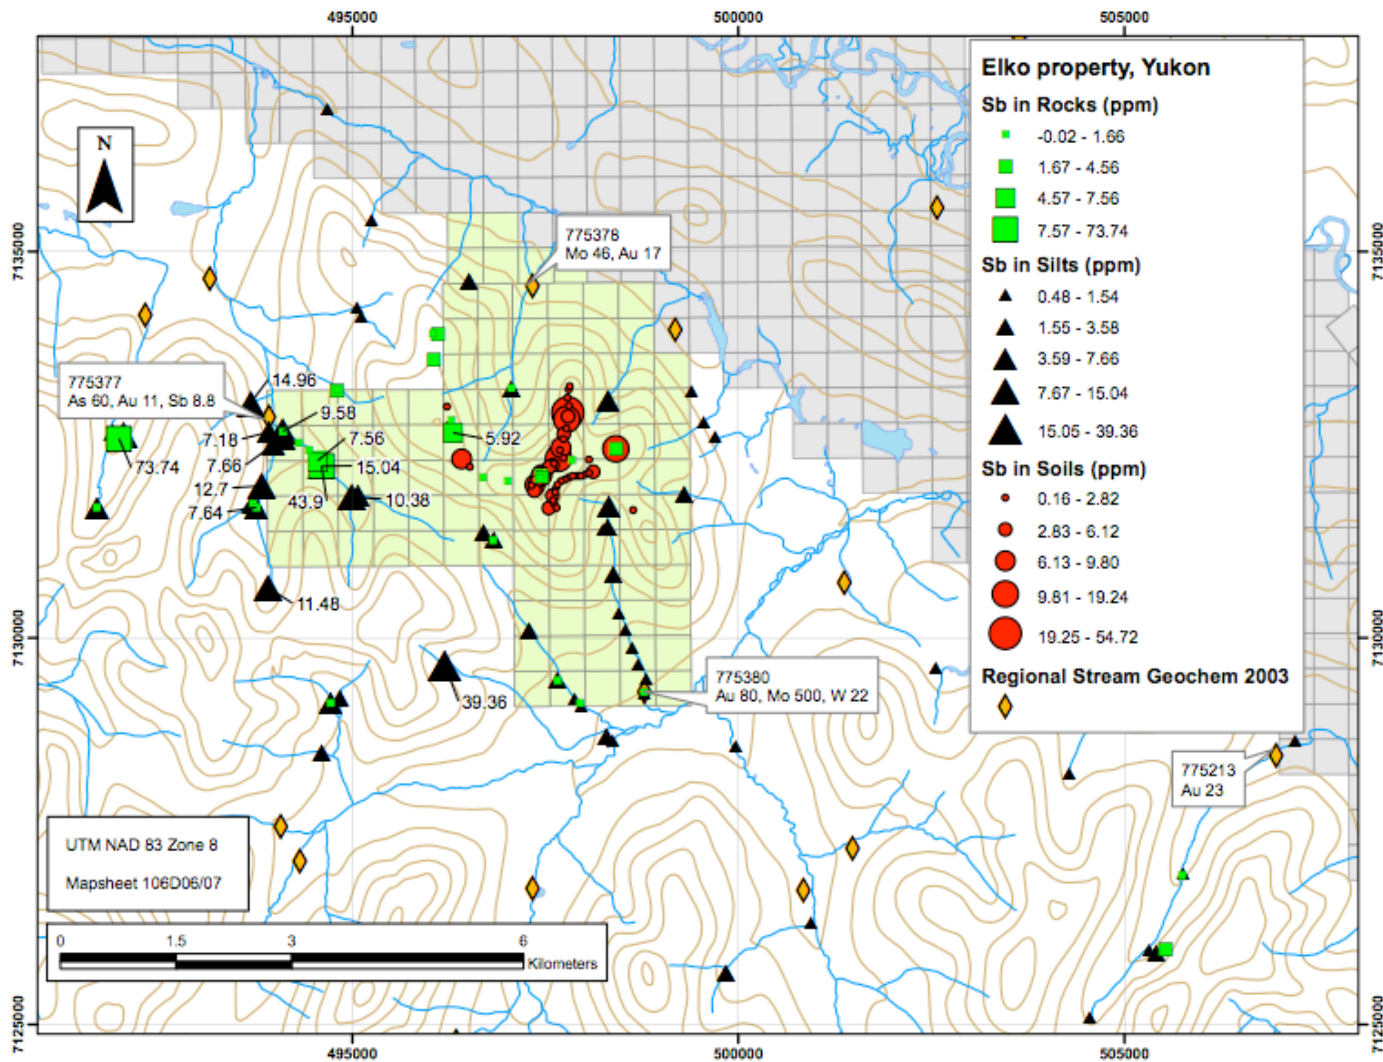 495000
500000
505000
Elko property, Yukon
Sb in Rocks (ppm)
-0.02 - 1.66
1.67 - 4.56
4.57 - 7.56
7.57 - 73.74
Sb in Silts (ppm)
0.48 - 1.54
1.55 - 3.58
3.59 - 7.66
7.67 - 15.04
15.05 - 39.36
Sb in Soils (ppm)
0.16 - 2.82
2.83 - 6.12
6.13 - 9.80
9.81 - 19.24
19.25 - 54.72
Regional Stream Geochem 2003
N
7135000
7135000
775378
Mo 46, Au 17
775377
As 60, Au 11, Sb 8.8
14.96
9.58
7.18
7.56
5.92
7.66
73.74
15.04
12.7
43.9
10.38
7.64
11.48
7130000
7130000
39.36
775380
Au 80, Mo 500, W 22
775213
Au 23
UTM NAD 83 Zone 8
Mapsheet 106D06/07
0
1.5
3
6
Kilometers
7125000
7125000
495000
500000
505000